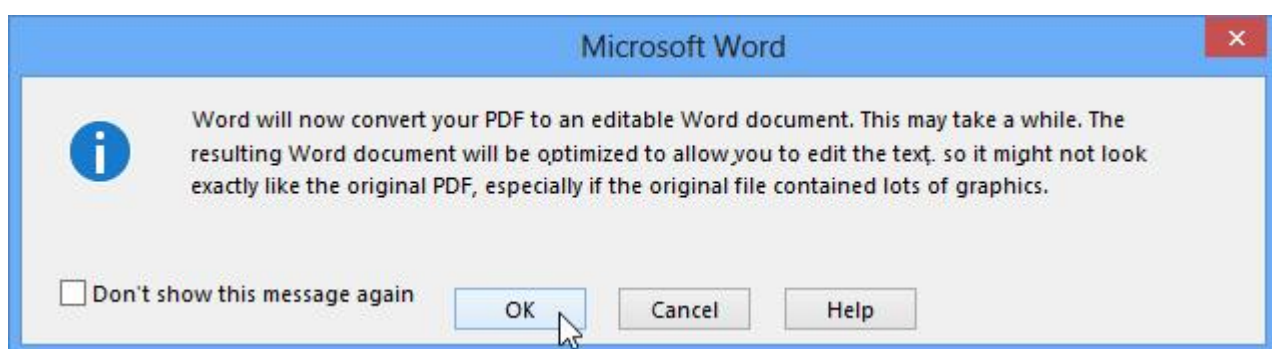 Microsoft Word
Word will now convert your PDF to an editable Word document. This may take a while. The
resulting Word document will be optimized to allow you to edit the text. so it might not look
exactly like the original PDF, especially if the original file contained lots of graphics.
Don't show this message again
OK
Cancel
Help